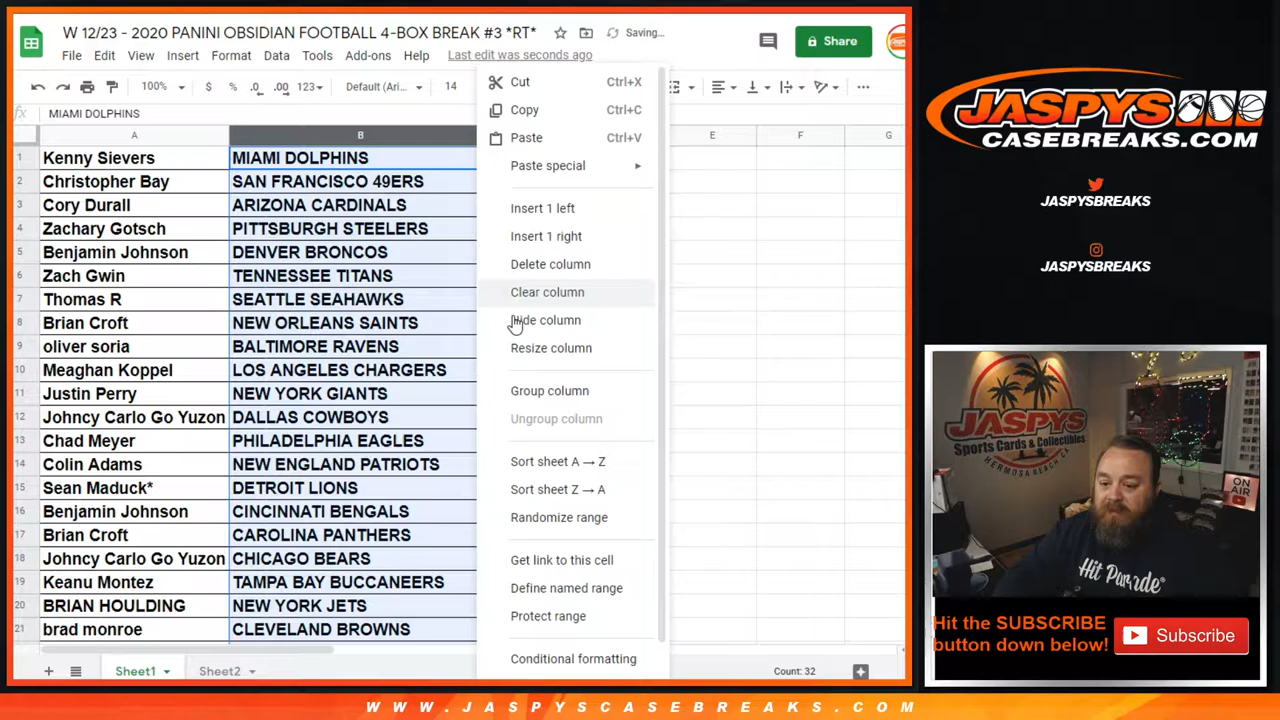 W 12/23 - 2020 PANINI OBSIDIAN FOOTBALL 4-BOX BREAK #3 *RT*
Saving…
Share
File Edit View Insert Format Data Tools Add-ons Help Last edit was seconds ago
100% $ % .0 .00 123 Default (Ari... 14
fx MIAMI DOLPHINS
A B E F G
1 Kenny Sievers MIAMI DOLPHINS
2 Christopher Bay SAN FRANCISCO 49ERS
3 Cory Durall ARIZONA CARDINALS
4 Zachary Gotsch PITTSBURGH STEELERS
5 Benjamin Johnson DENVER BRONCOS
6 Zach Gwin TENNESSEE TITANS
7 Thomas R SEATTLE SEAHAWKS
8 Brian Croft NEW ORLEANS SAINTS
9 oliver soria BALTIMORE RAVENS
10 Meaghan Koppel LOS ANGELES CHARGERS
11 Justin Perry NEW YORK GIANTS
12 Johncy Carlo Go Yuzon DALLAS COWBOYS
13 Chad Meyer PHILADELPHIA EAGLES
14 Colin Adams NEW ENGLAND PATRIOTS
15 Sean Maduck* DETROIT LIONS
16 Benjamin Johnson CINCINNATI BENGALS
17 Brian Croft CAROLINA PANTHERS
18 Johncy Carlo Go Yuzon CHICAGO BEARS
19 Keanu Montez TAMPA BAY BUCCANEERS
20 BRIAN HOULDING NEW YORK JETS
21 brad monroe CLEVELAND BROWNS
Cut Ctrl+X
Copy Ctrl+C
Paste Ctrl+V
Paste special
Insert 1 left
Insert 1 right
Delete column
Clear column
Hide column
Resize column
Group column
Ungroup column
Sort sheet A → Z
Sort sheet Z → A
Randomize range
Get link to this cell
Define named range
Protect range
Conditional formatting
Sheet1 Sheet2 Count: 32
JASPYS
CASEBREAKS.COM
JASPYSBREAKS
JASPYSBREAKS
JASPYS
Sports Cards & Collectibles
HERMOSA BEACH CA
ON AIR
Hit Parade®
Hit the SUBSCRIBE
button down below!
Subscribe
WWW.JASPYSCASEBREAKS.COM